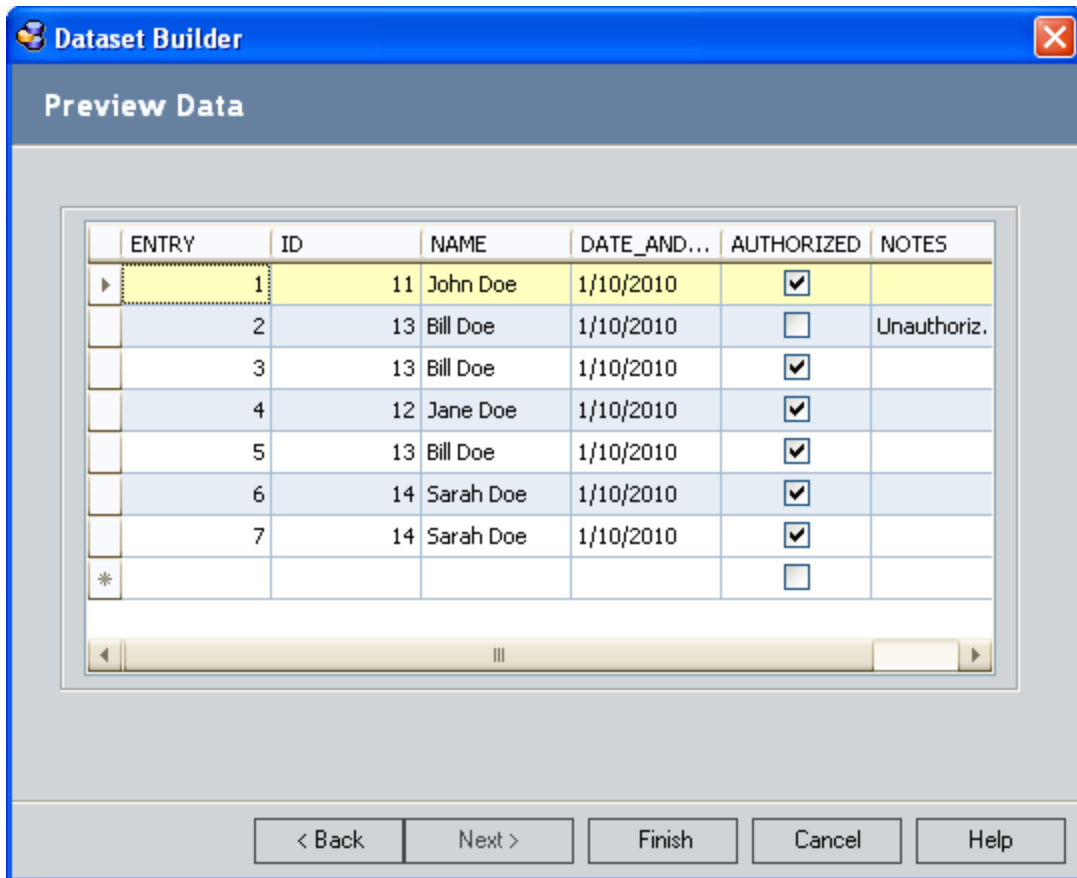 Dataset Builder
Preview Data
ENTRY ID NAME DATE_AND... AUTHORIZED NOTES
1 11 John Doe 1/10/2010
2 13 Bill Doe 1/10/2010 Unauthoriz.
3 13 Bill Doe 1/10/2010
4 12 Jane Doe 1/10/2010
5 13 Bill Doe 1/10/2010
6 14 Sarah Doe 1/10/2010
7 14 Sarah Doe 1/10/2010
< Back Next > Finish Cancel Help